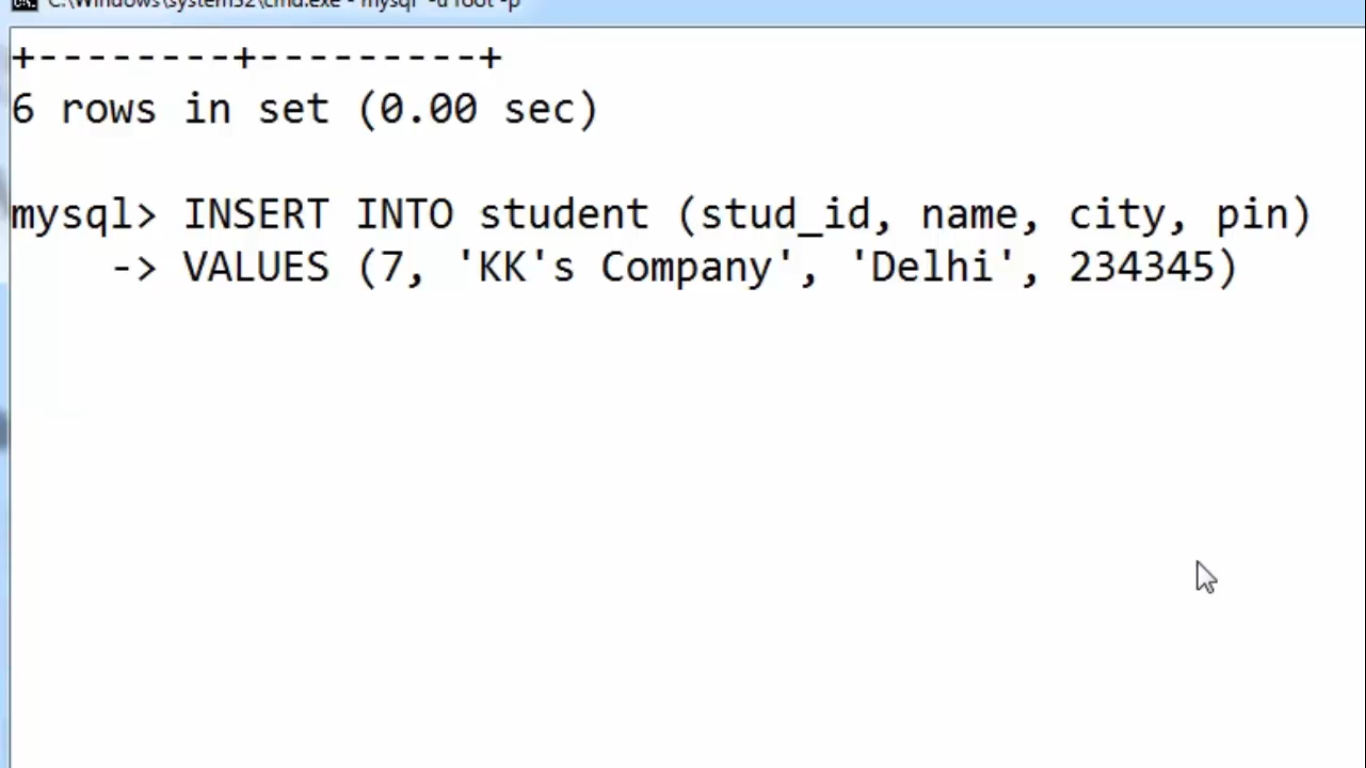 C:\Windows\system32\cmd.exe - mysql -u root -p
+--------+---------+
6 rows in set (0.00 sec)
mysql> INSERT INTO student (stud_id, name, city, pin)
-> VALUES (7, 'KK's Company', 'Delhi', 234345)